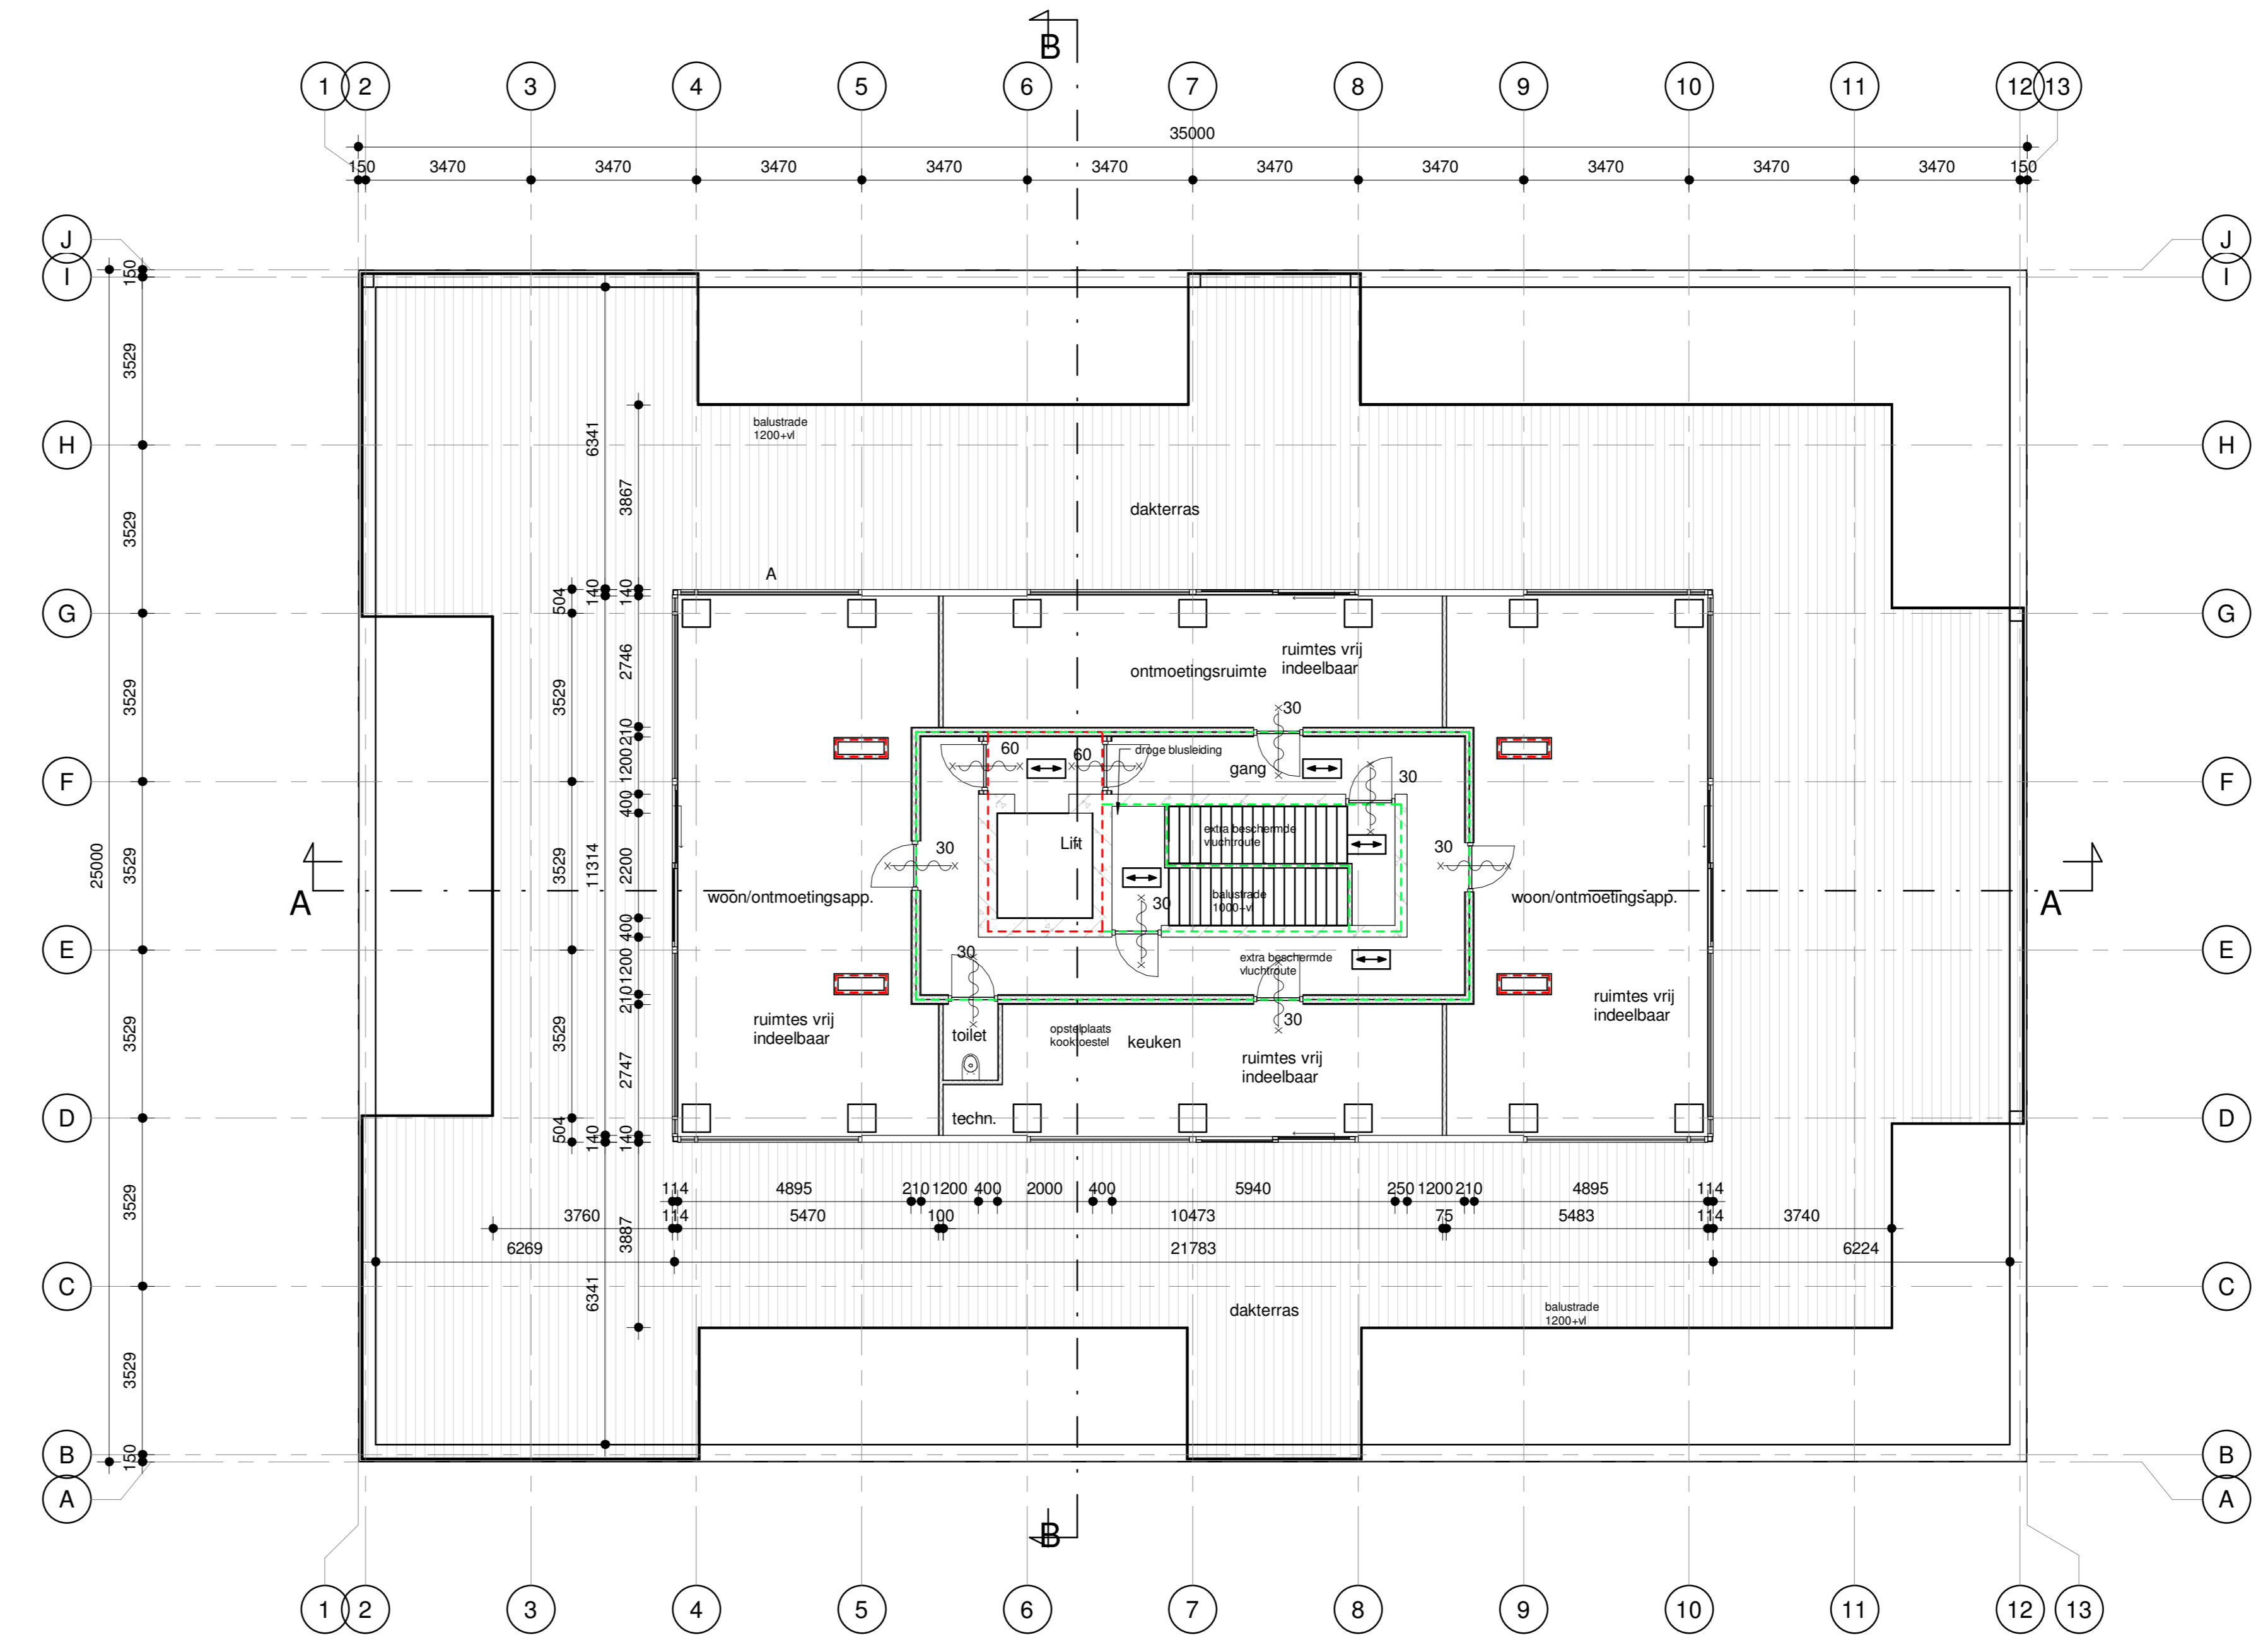 B
1 2 3 4 5 6 7 8 9 10 11 12 13
35000
150 3470 3470 3470 3470 3470 3470 3470 3470 3470 3470 150
J J
I I
150
3529
6341
balustrade
1200+vl
H H
3867
dakterras
3529
A
504 140 140
G G
ruimtes vrij
indeelbaar
ontmoetingsruimte
2746
3529 3529
30
210
60 60 droge blusleiding
gang
30
1200
F F
400
extra beschermde
vluchtroute
Lift
30 30
25000 3529 3529 11314 2200
woon/ontmoetingsapp. woon/ontmoetingsapp.
balustrade
1000+vl
30
A A
400
E E
30
extra beschermde
vluchtroute
1200
210
ruimtes vrij
indeelbaar
ruimtes vrij
indeelbaar
30
toilet
opstelplaats
kooktoestel
keuken
3529 3529
ruimtes vrij
indeelbaar
2747
techn.
D D
504 140 140
114 4895 210 1200 400 2000 400 5940 250 1200 210 4895 114
3760 114 5470 100 10473 75 5483 114 3740
3529
3887
6269 21783 6224
C C
6341
dakterras
balustrade
1200+vl
3529
B B
150
A A
B
1 2 3 4 5 6 7 8 9 10 11 12 13